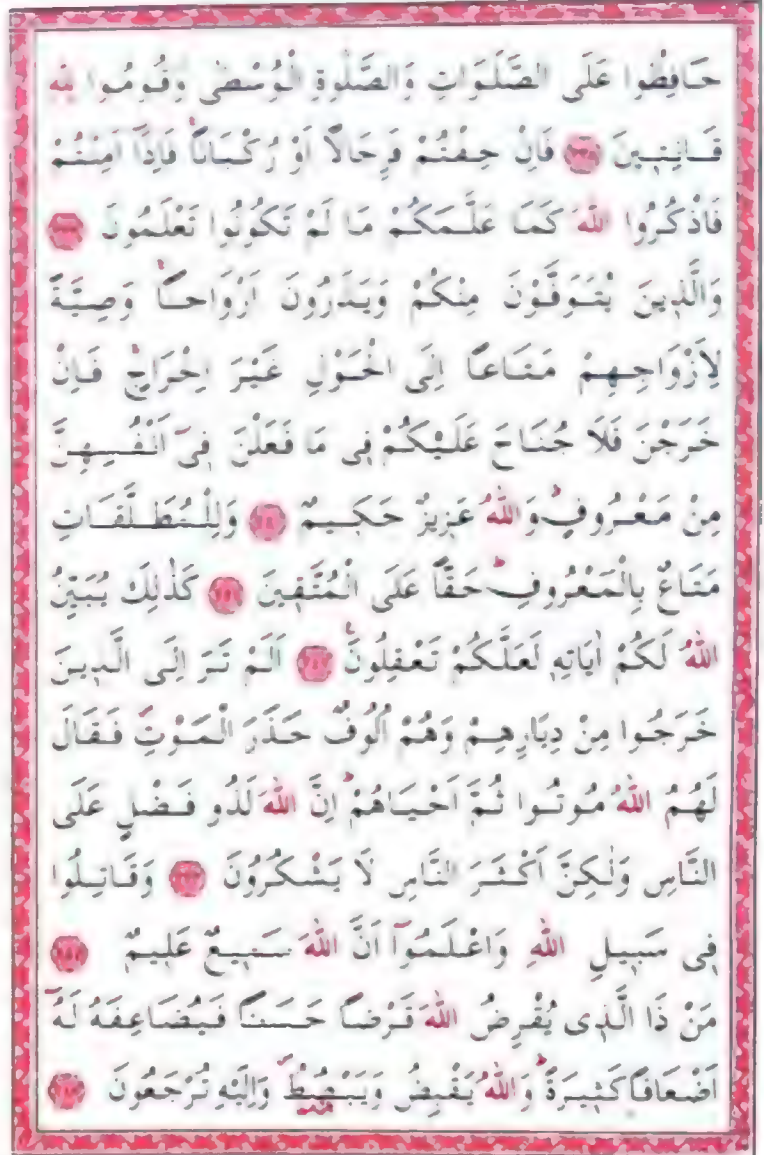 حَافِظُوا عَلَى الصَّلَوَاتِ وَالصَّلٰوةِ الْوُسْطٰى وَقُومُوا لِلّٰهِ
قَانِتٖينَ ﴿٢٣٨﴾ فَاِنْ خِفْتُمْ فَرِجَالًا اَوْ رُكْبَانًاۚ فَاِذَٓا اَمِنْتُمْ
فَاذْكُرُوا اللّٰهَ كَمَا عَلَّمَكُمْ مَا لَمْ تَكُونُوا تَعْلَمُونَ ﴿٢٣٩﴾
وَالَّذٖينَ يُتَوَفَّوْنَ مِنْكُمْ وَيَذَرُونَ اَزْوَاجًاۚ وَصِيَّةً
لِاَزْوَاجِهِمْ مَتَاعًا اِلَى الْحَوْلِ غَيْرَ اِخْرَاجٍۚ فَاِنْ
خَرَجْنَ فَلَا جُنَاحَ عَلَيْكُمْ فٖى مَا فَعَلْنَ فٖٓى اَنْفُسِهِنَّ
مِنْ مَعْرُوفٍؕ وَاللّٰهُ عَزٖيزٌ حَكٖيمٌ ﴿٢٤٠﴾ وَلِلْمُطَلَّقَاتِ
مَتَاعٌ بِالْمَعْرُوفِؕ حَقًّا عَلَى الْمُتَّقٖينَ ﴿٢٤١﴾ كَذٰلِكَ يُبَيِّنُ
اللّٰهُ لَكُمْ اٰيَاتِهٖ لَعَلَّكُمْ تَعْقِلُونَ ﴿٢٤٢﴾ اَلَمْ تَرَ اِلَى الَّذٖينَ
خَرَجُوا مِنْ دِيَارِهِمْ وَهُمْ اُلُوفٌ حَذَرَ الْمَوْتِ فَقَالَ
لَهُمُ اللّٰهُ مُوتُوا ثُمَّ اَحْيَاهُمْؕ اِنَّ اللّٰهَ لَذُو فَضْلٍ عَلَى
النَّاسِ وَلٰكِنَّ اَكْثَرَ النَّاسِ لَا يَشْكُرُونَ ﴿٢٤٣﴾ وَقَاتِلُوا
فٖى سَبٖيلِ اللّٰهِ وَاعْلَمُٓوا اَنَّ اللّٰهَ سَمٖيعٌ عَلٖيمٌ ﴿٢٤٤﴾
مَنْ ذَا الَّذٖى يُقْرِضُ اللّٰهَ قَرْضًا حَسَنًا فَيُضَاعِفَهُ لَهُٓ
اَضْعَافًا كَثٖيرَةًؕ وَاللّٰهُ يَقْبِضُ وَيَبْصُطُࣕ وَاِلَيْهِ تُرْجَعُونَ ﴿٢٤٥﴾